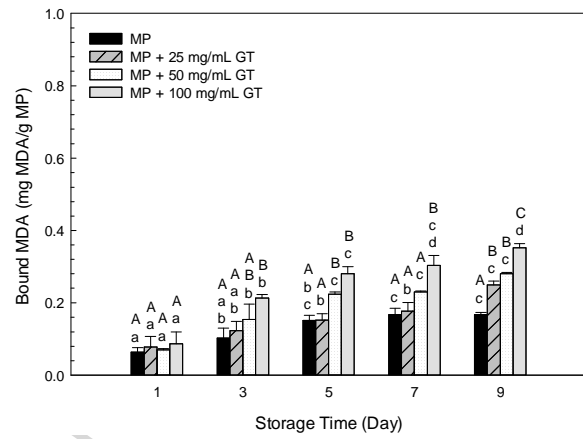 Bound MDA (mg MDA/g MP)
1.0
0.8
0.6
0.4
0.2
0.0
MP
MP + 25 mg/mL GT
MP + 50 mg/mL GT
MP + 100 mg/mL GT
A
a
A
a
A
a
A
a
A
a
b
A
a
b
A
B
b
B
b
A
b
c
A
b
B
c
B
c
A
c
A
b
A
c
B
c
d
A
c
B
c
B
c
C
d
1
3
5
7
9
Storage Time (Day)